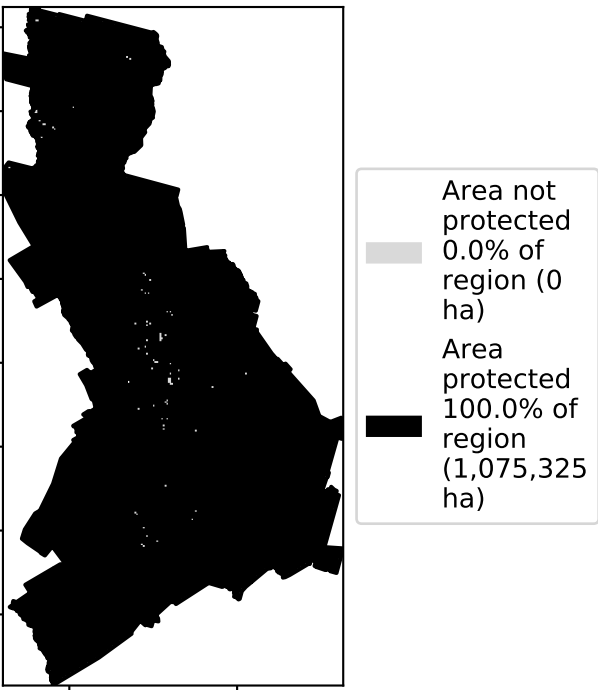 Area not
protected
0.0% of
region (0
ha)
Area
protected
100.0% of
region
(1,075,325
ha)